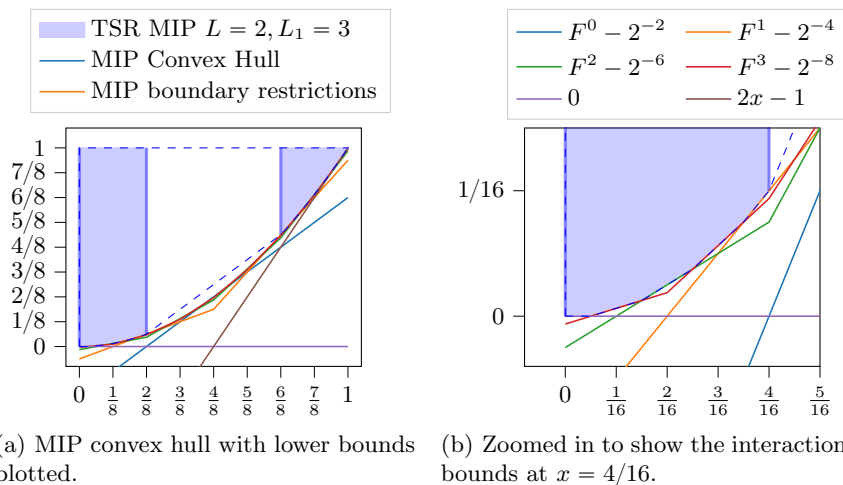 TSR MIP L = 2, L₁ = 3
MIP Convex Hull
MIP boundary restrictions
1
7/8
6/8
5/8
4/8
3/8
2/8
1/8
0
0 1/8 2/8 3/8 4/8 5/8 6/8 7/8 1
a) MIP convex hull with lower bounds
plotted.
F⁰ − 2⁻² F¹ − 2⁻⁴
F² − 2⁻⁶ F³ − 2⁻⁸
0 2x − 1
1/16
0
0 1/16 2/16 3/16 4/16 5/16
(b) Zoomed in to show the interaction
bounds at x = 4/16.